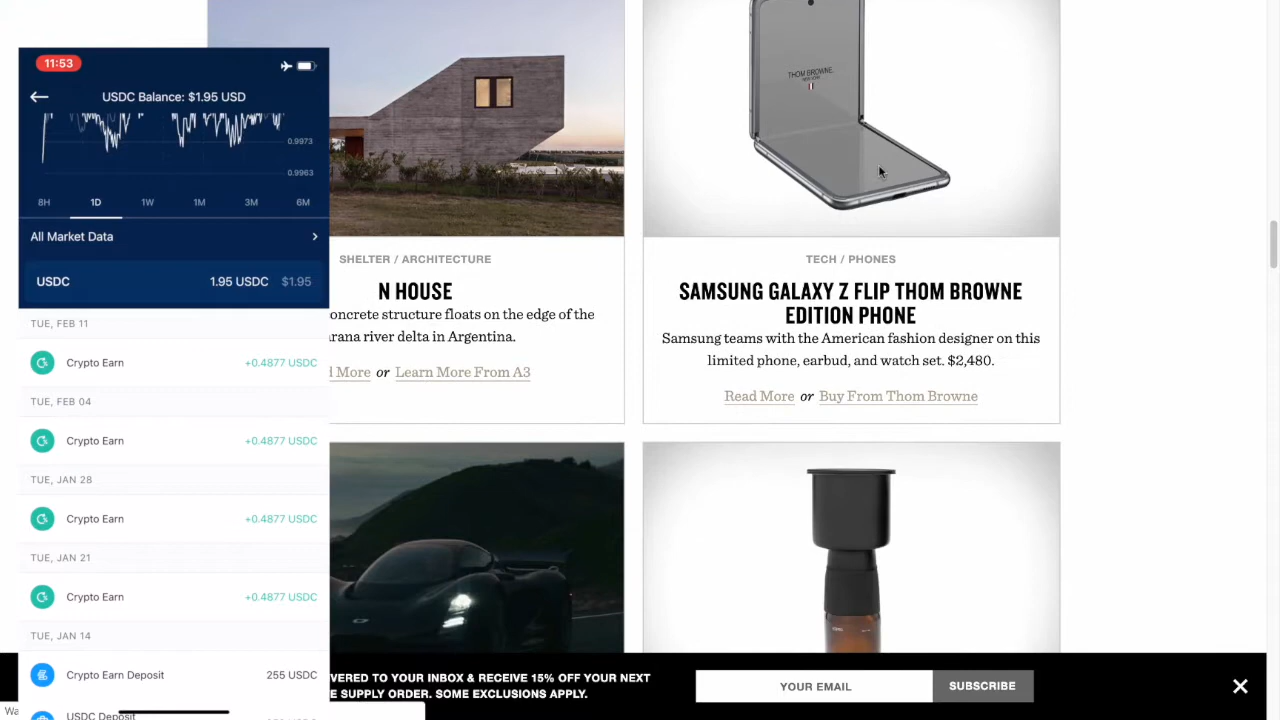 11:53
USDC Balance: $1.95 USD
0.9973
0.9963
8H 1D 1W 1M 3M 6M
All Market Data
USDC 1.95 USDC $1.95
TUE, FEB 11
Crypto Earn +0.4877 USDC
TUE, FEB 04
Crypto Earn +0.4877 USDC
TUE, JAN 28
Crypto Earn +0.4877 USDC
TUE, JAN 21
Crypto Earn +0.4877 USDC
TUE, JAN 14
Crypto Earn Deposit 255 USDC
USDC Deposit
SHELTER / ARCHITECTURE
N HOUSE
oncrete structure floats on the edge of the
rana river delta in Argentina.
d More or Learn More From A3
THOM BROWNE.
TECH / PHONES
SAMSUNG GALAXY Z FLIP THOM BROWNE
EDITION PHONE
Samsung teams with the American fashion designer on this
limited phone, earbud, and watch set. $2,480.
Read More or Buy From Thom Browne
VERED TO YOUR INBOX & RECEIVE 15% OFF YOUR NEXT
E SUPPLY ORDER. SOME EXCLUSIONS APPLY.
YOUR EMAIL
SUBSCRIBE
Wa